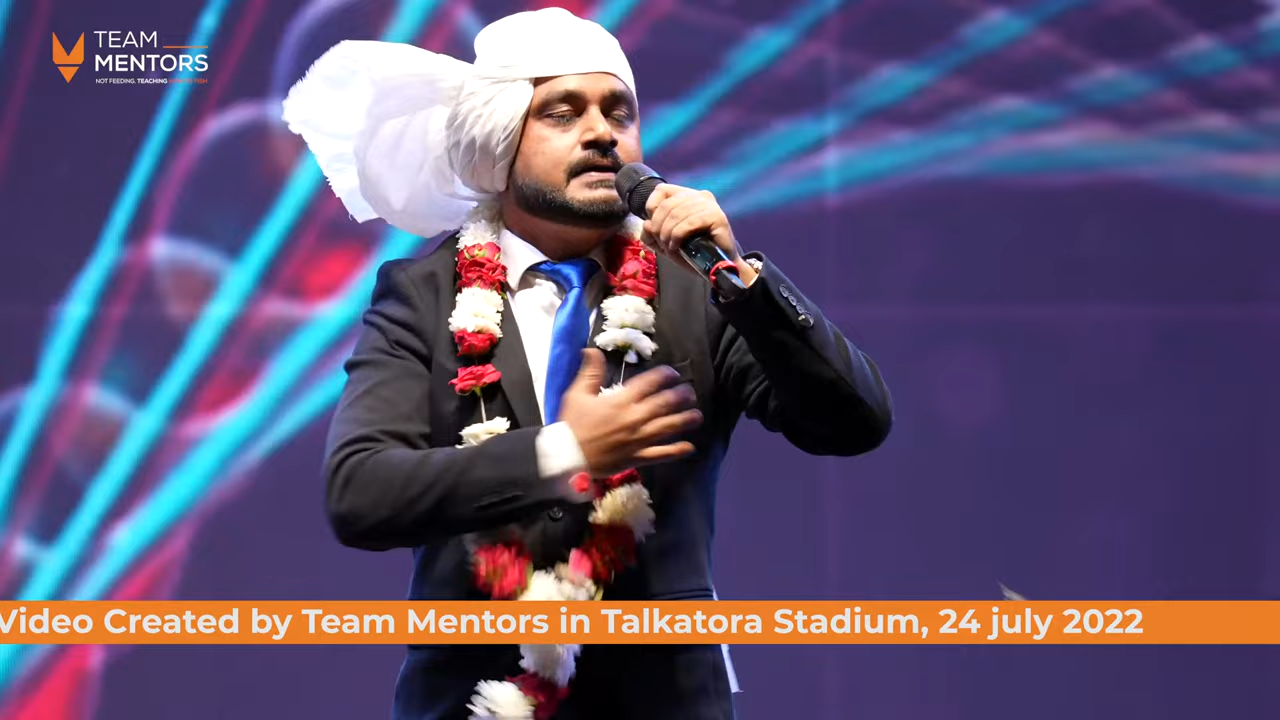 TEAM
MENTORS
NOT FEEDING, TEACHING
Video Created by Team Mentors in Talkatora Stadium, 24 july 2022